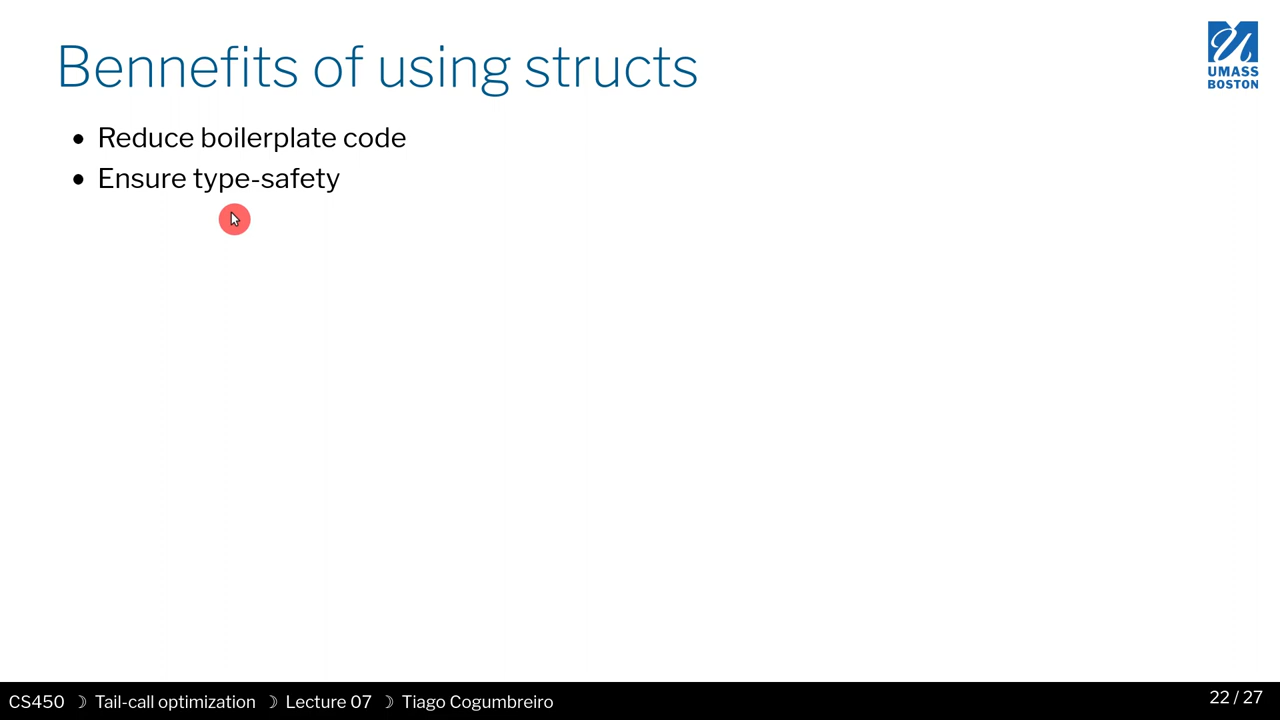 Bennefits of using structs
UMASS
BOSTON
• Reduce boilerplate code
• Ensure type-safety
CS450 ☽ Tail-call optimization ☽ Lecture 07 ☽ Tiago Cogumbreiro
22 / 27